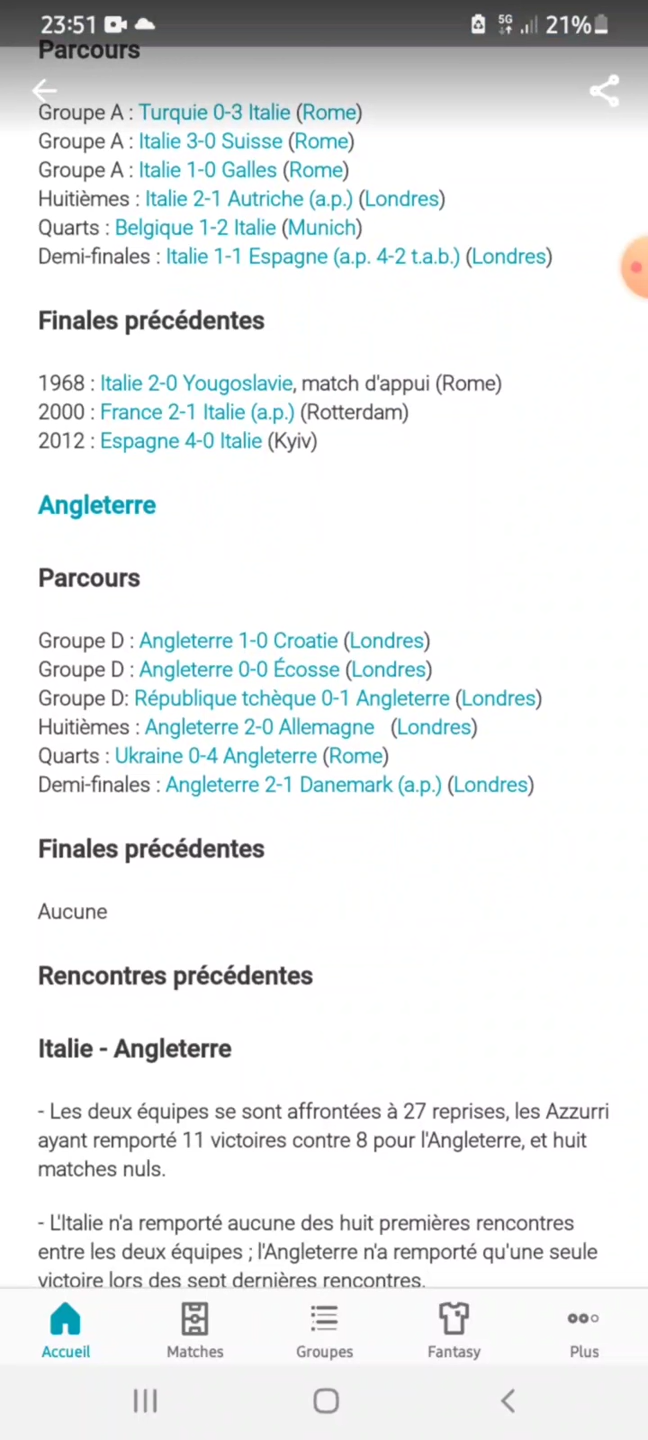 23:51
5G
21%
Parcours
Groupe A : Turquie 0-3 Italie (Rome)
Groupe A : Italie 3-0 Suisse (Rome)
Groupe A : Italie 1-0 Galles (Rome)
Huitièmes : Italie 2-1 Autriche (a.p.) (Londres)
Quarts : Belgique 1-2 Italie (Munich)
Demi-finales : Italie 1-1 Espagne (a.p. 4-2 t.a.b.) (Londres)
Finales précédentes
1968 : Italie 2-0 Yougoslavie, match d'appui (Rome)
2000 : France 2-1 Italie (a.p.) (Rotterdam)
2012 : Espagne 4-0 Italie (Kyiv)
Angleterre
Parcours
Groupe D : Angleterre 1-0 Croatie (Londres)
Groupe D : Angleterre 0-0 Écosse (Londres)
Groupe D: République tchèque 0-1 Angleterre (Londres)
Huitièmes : Angleterre 2-0 Allemagne (Londres)
Quarts : Ukraine 0-4 Angleterre (Rome)
Demi-finales : Angleterre 2-1 Danemark (a.p.) (Londres)
Finales précédentes
Aucune
Rencontres précédentes
Italie - Angleterre
- Les deux équipes se sont affrontées à 27 reprises, les Azzurri
ayant remporté 11 victoires contre 8 pour l'Angleterre, et huit
matches nuls.
- L'Italie n'a remporté aucune des huit premières rencontres
entre les deux équipes ; l'Angleterre n'a remporté qu'une seule
victoire lors des sept dernières rencontres.
Accueil
Matches
Groupes
Fantasy
Plus